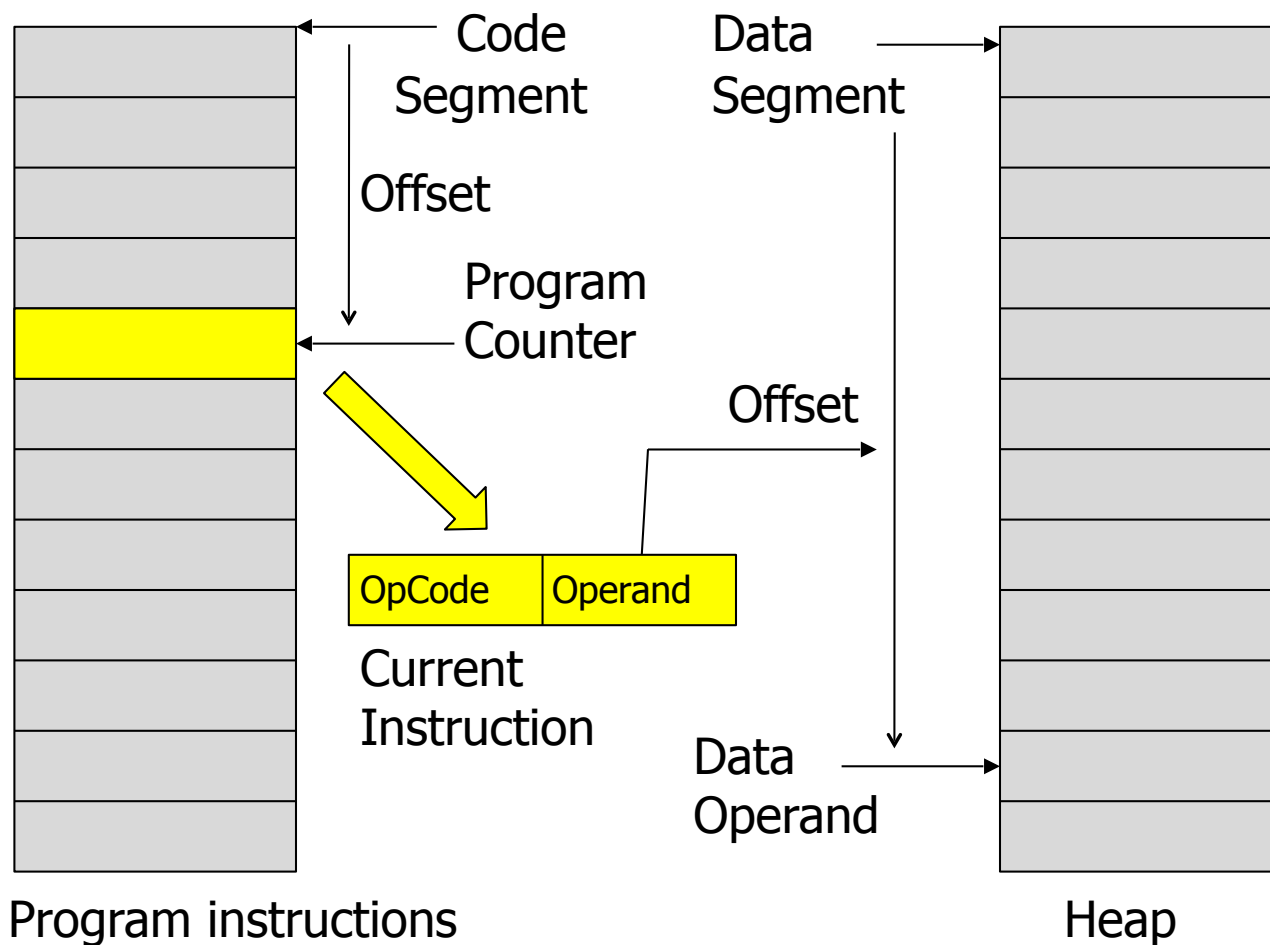 Code
Segment
Data
Segment
Offset
Program
Counter
Offset
OpCode
Operand
Current
Instruction
Data
Operand
Program instructions
Heap